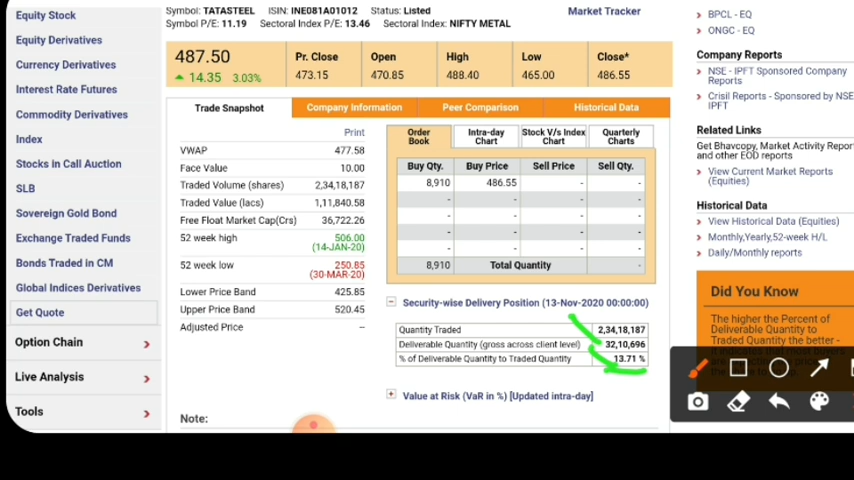 Equity Stock
Equity Derivatives
Currency Derivatives
Interest Rate Futures
Commodity Derivatives
Index
Stocks in Call Auction
SLB
Sovereign Gold Bond
Exchange Traded Funds
Bonds Traded in CM
Global Indices Derivatives
Get Quote
Option Chain
Live Analysis
Tools
Symbol: TATASTEEL ISIN: INE081A01012 Status: Listed
Symbol P/E: 11.19 Sectoral Index P/E: 13.46 Sectoral Index: NIFTY METAL
Market Tracker
487.50 Pr. Close Open High Low Close*
14.35 3.03% 473.15 470.85 488.40 465.00 486.55
Trade Snapshot Company Information Peer Comparison Historical Data
Print
VWAP 477.58
Face Value 10.00
Traded Volume (shares) 2,34,18,187
Traded Value (lacs) 1,11,840.58
Free Float Market Cap(Crs) 36,722.26
52 week high 506.00
(14-JAN-20)
52 week low 250.85
(30-MAR-20)
Lower Price Band 425.85
Upper Price Band 520.45
Adjusted Price –
Note:
Order Book
Intra-day Chart
Stock V/s Index Chart
Quarterly Charts
Buy Qty. Buy Price Sell Price Sell Qty.
8,910 486.55 - -
- - - -
- - - -
- - - -
- - - -
8,910 Total Quantity -
Security-wise Delivery Position (13-Nov-2020 00:00:00)
Quantity Traded 2,34,18,187
Deliverable Quantity (gross across client level) 32,10,696
% of Deliverable Quantity to Traded Quantity 13.71 %
Value at Risk (VaR in %) [Updated intra-day]
BPCL - EQ
ONGC - EQ
Company Reports
NSE - IPFT Sponsored Company
Reports
Crisil Reports - Sponsored by NSE
IPFT
Related Links
Get Bhavcopy, Market Activity Repor
and other EOD reports
View Current Market Reports
(Equities)
Historical Data
View Historical Data (Equities)
Monthly,Yearly,52-week H/L
Daily/Monthly reports
Did You Know
The higher the Percent of
Deliverable Quantity to
Traded Quantity the better -